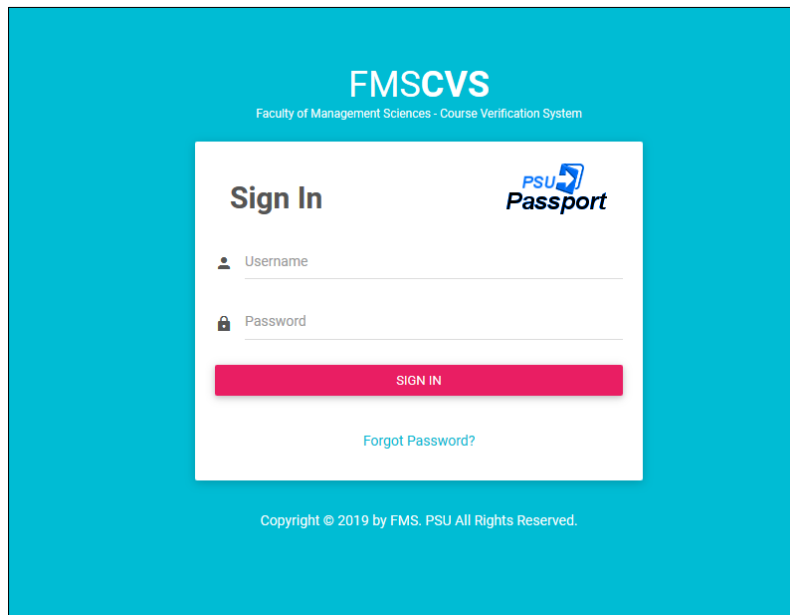 FMSCVS
Faculty of Management Sciences - Course Verification System
Sign In
PSU
Passport
Username
Password
SIGN IN
Forgot Password?
Copyright © 2019 by FMS. PSU All Rights Reserved.